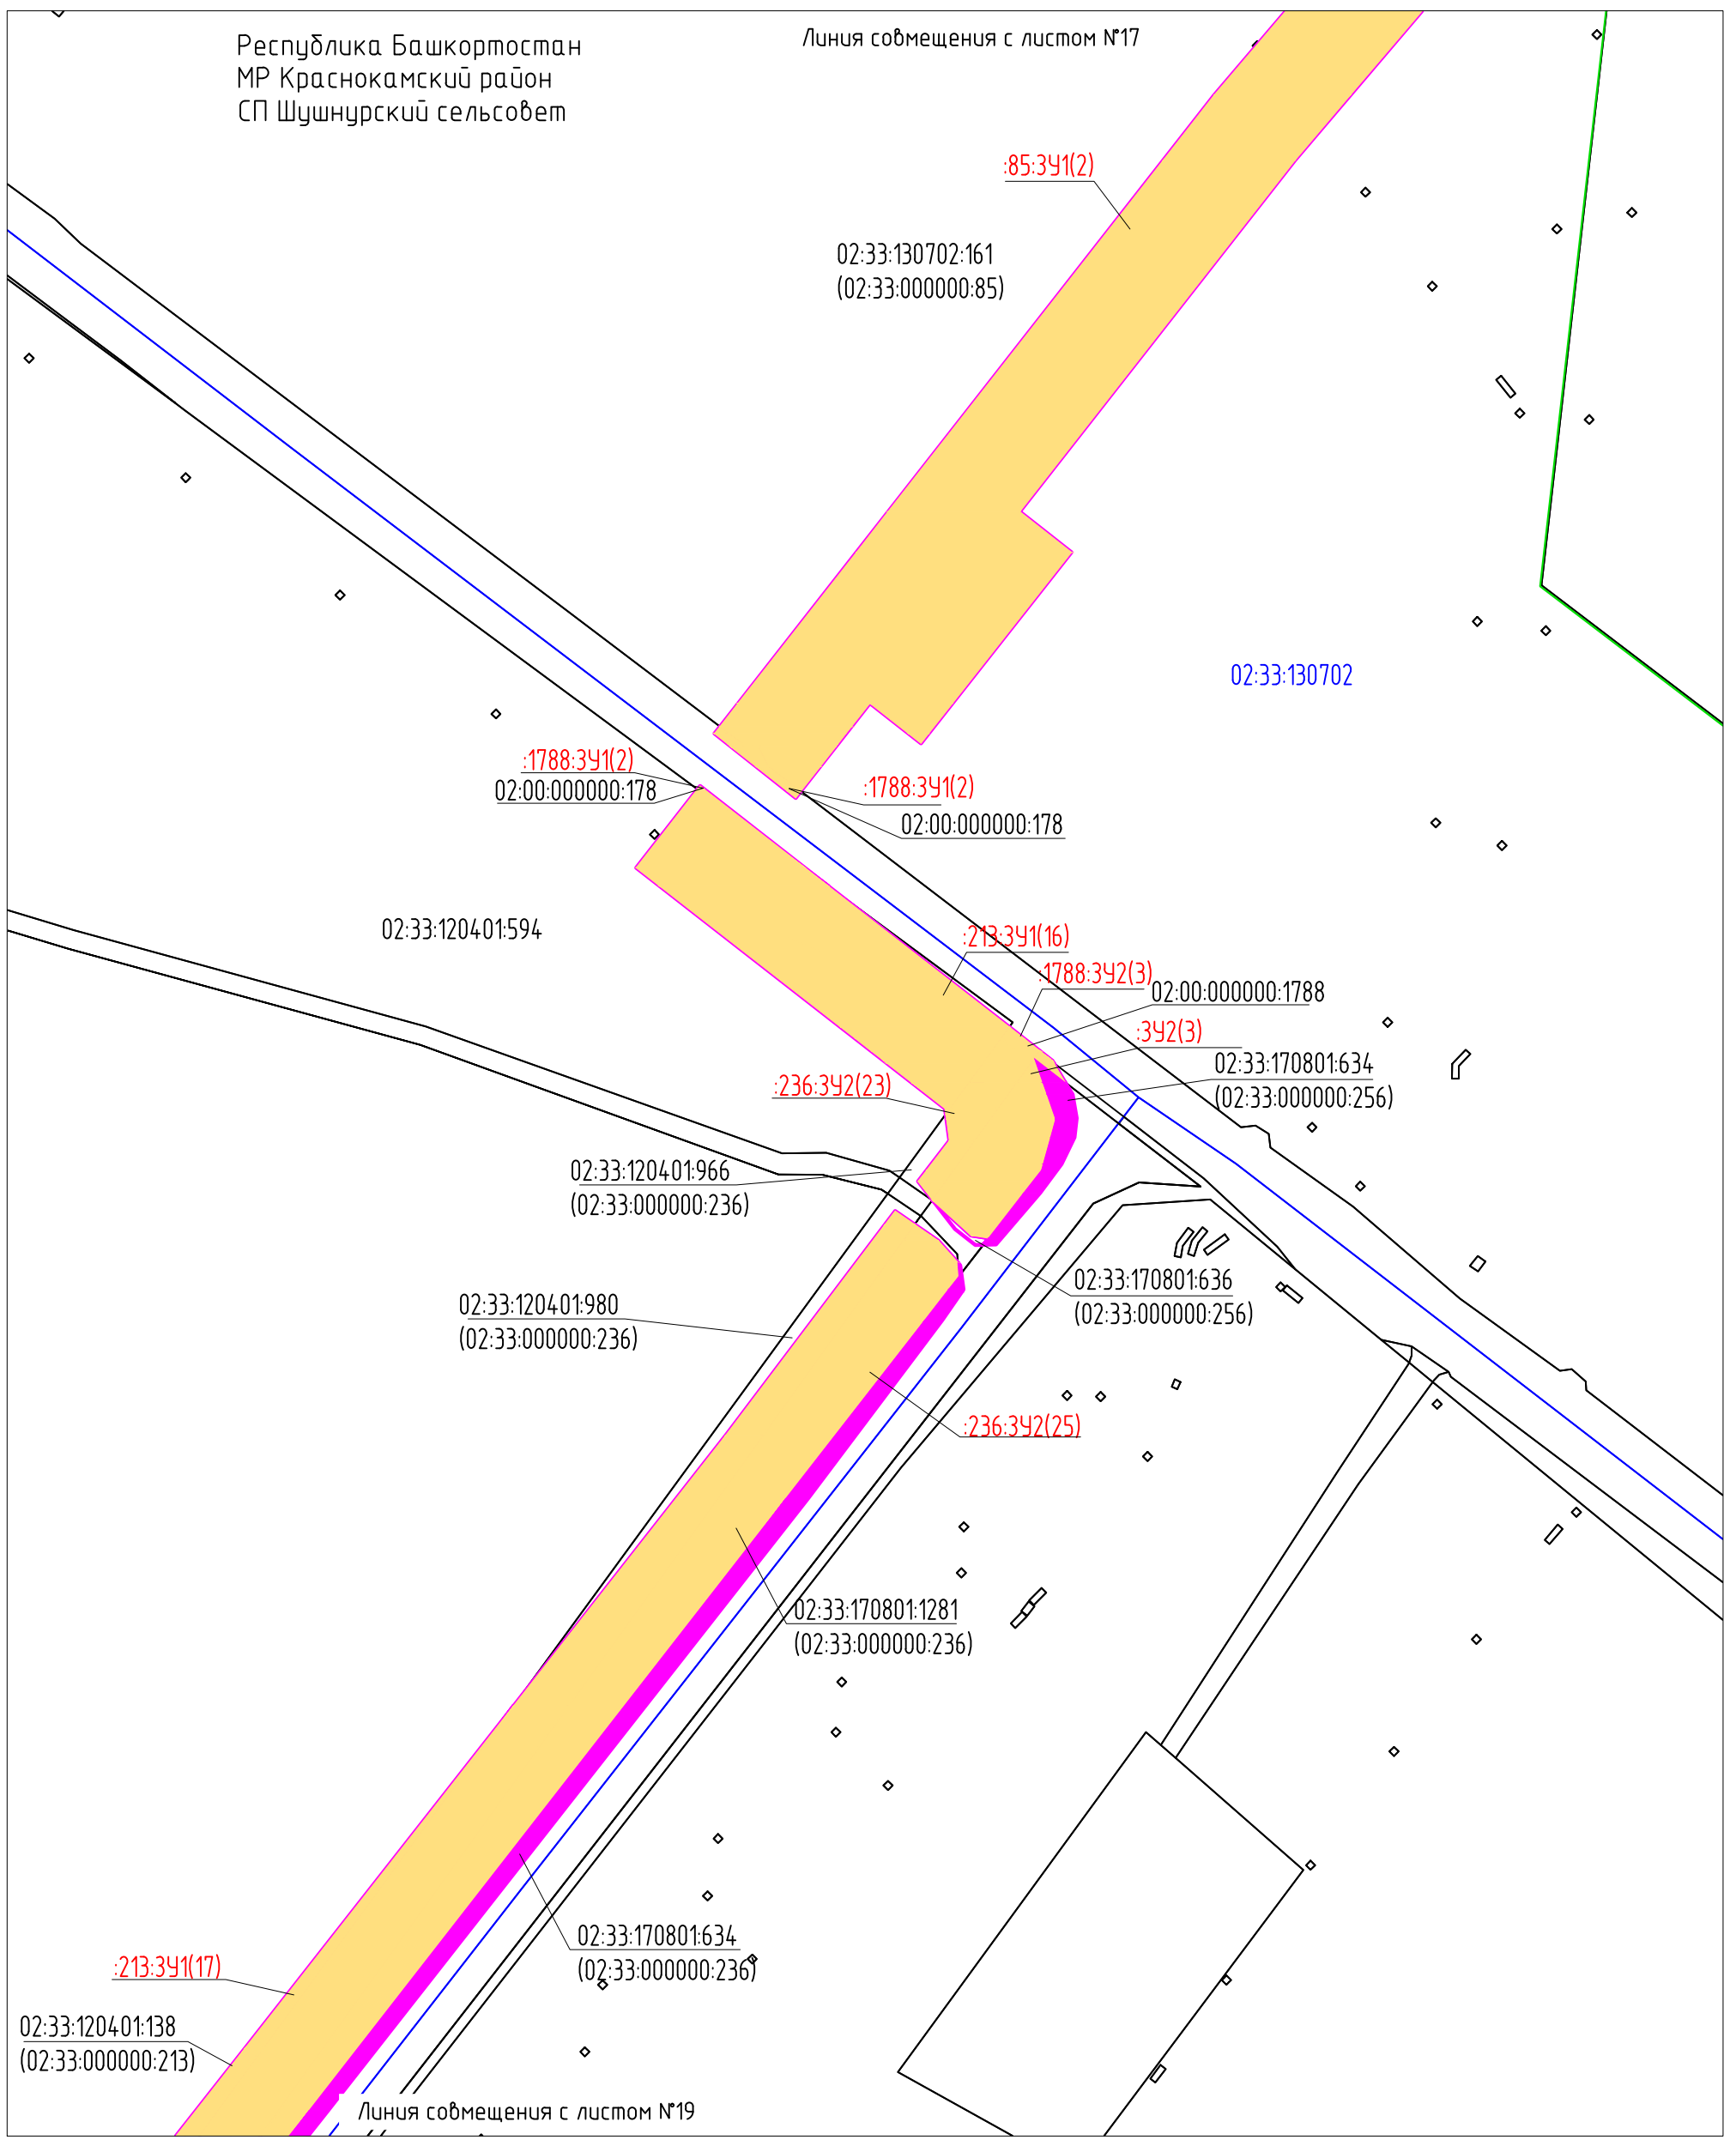 Республика Башкортостан
МР Краснокамский район
СП Шушнурский сельсовет
Линия совмещения с листом №17
:85:ЗУ1(2)
02:33:130702:161
(02:33:000000:85)
02:33:130702
:1788:ЗУ1(2)
02:00:000000:178
:1788:ЗУ1(2)
02:00:000000:178
02:33:120401:594
:213:ЗУ1(16)
:1788:ЗУ2(3)
02:00:000000:1788
:ЗУ2(3)
02:33:170801:634
(02:33:000000:256)
:236:ЗУ2(23)
02:33:120401:966
(02:33:000000:236)
02:33:170801:636
(02:33:000000:256)
02:33:120401:980
(02:33:000000:236)
:236:ЗУ2(25)
02:33:170801:1281
(02:33:000000:236)
02:33:170801:634
(02:33:000000:236)
:213:ЗУ1(17)
02:33:120401:138
(02:33:000000:213)
Линия совмещения с листом №19